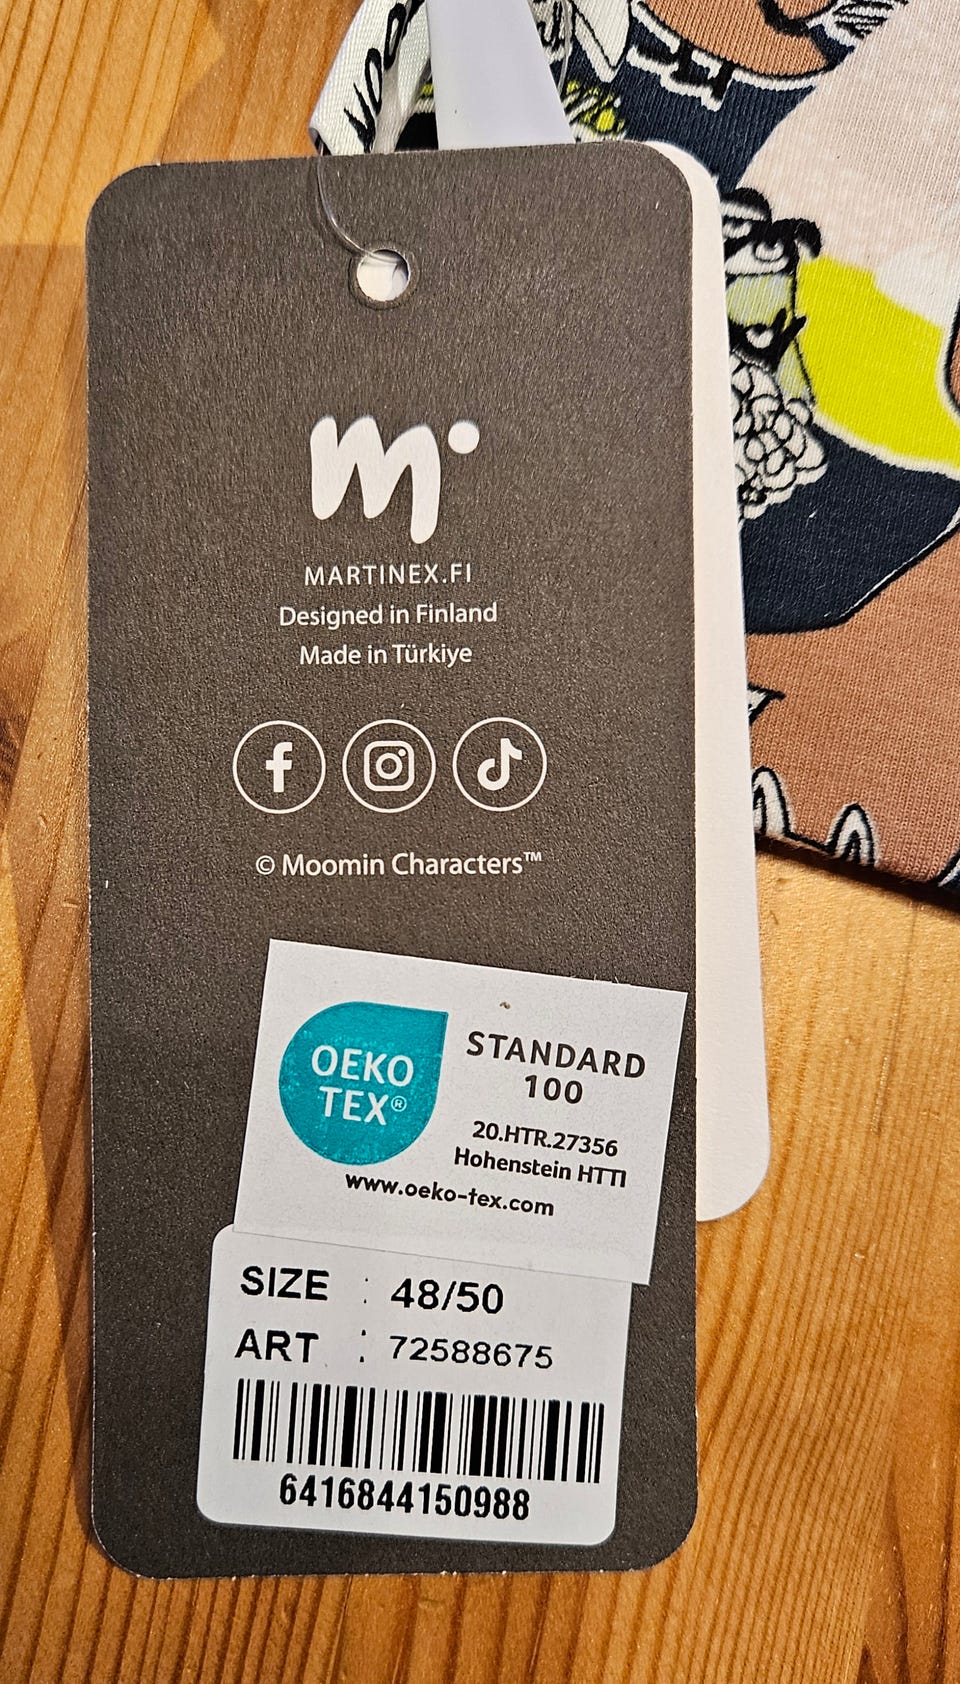 MARTINEX.FI
Designed in Finland
Made in Türkiye
© Moomin Characters™
OEKO
TEX®
STANDARD
100
20.HTR.27356
Hohenstein HTTI
www.oeko-tex.com
SIZE : 48/50
ART : 72588675
6416844150988